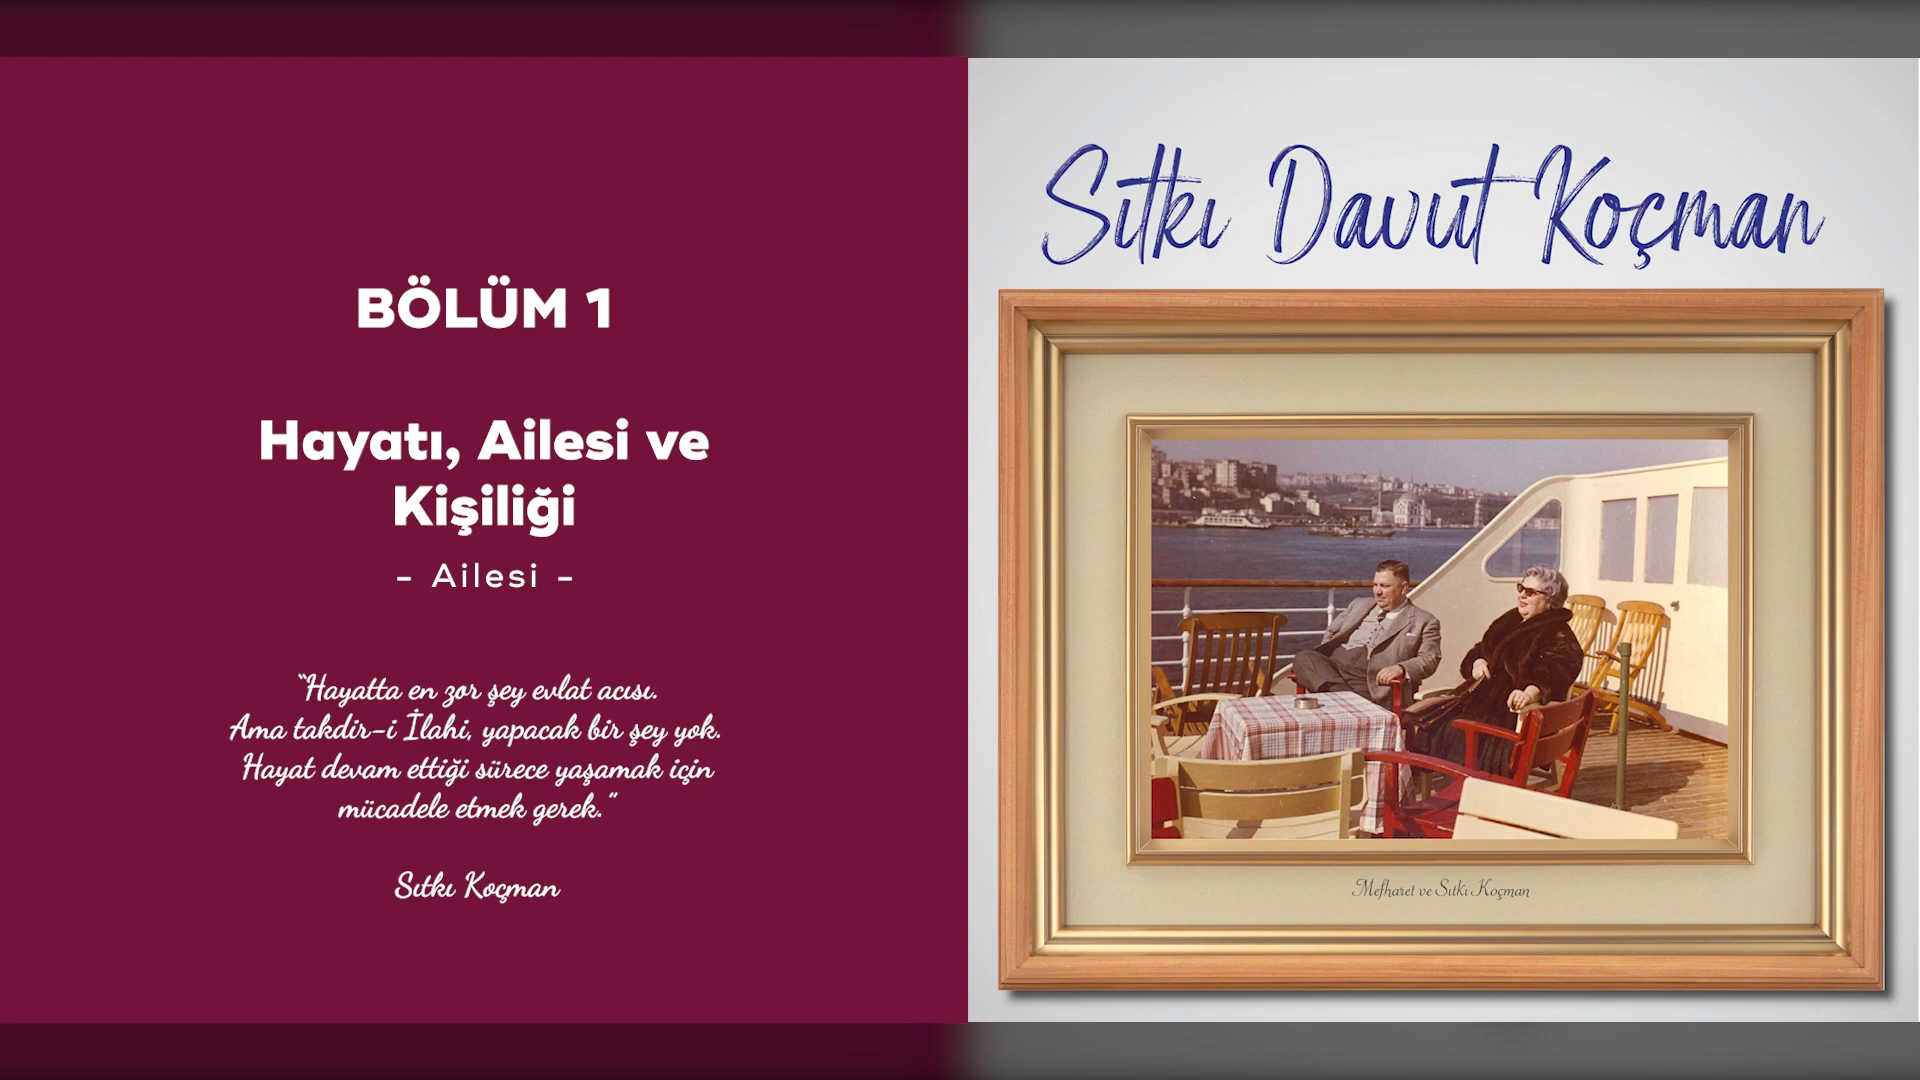 BÖLÜM 1
Hayatı, Ailesi ve
Kişiliği
- Ailesi -
"Hayatta en zor şey evlat acısı.
Ama takdir-i İlahi, yapacak bir şey yok.
Hayat devam ettiği sürece yaşamak için
mücadele etmek gerek."
Sıtkı Koçman
Sıtkı Davut Koçman
Mefharet ve Sıtkı Koçman